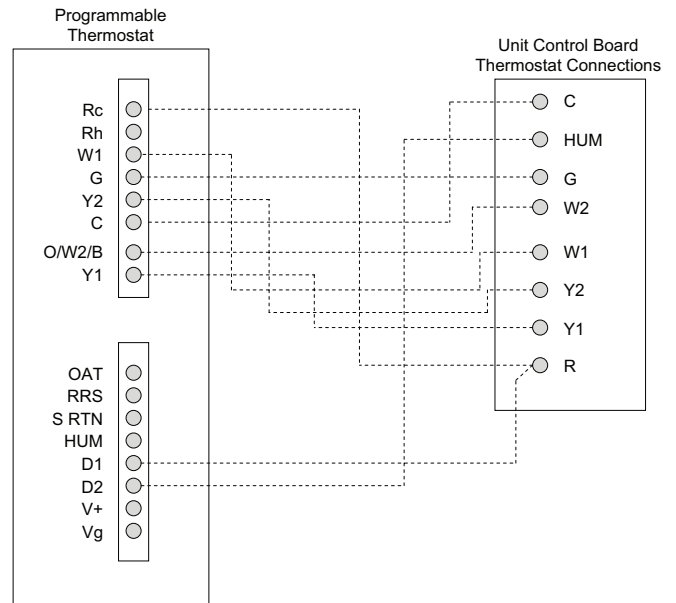 Programmable
Thermostat
Rc
Rh
W1
G
Y2
C
O/W2/B
Y1
OAT
RRS
S RTN
HUM
D1
D2
V+
Vg
Unit Control Board
Thermostat Connections
C
HUM
G
W2
W1
Y2
Y1
R